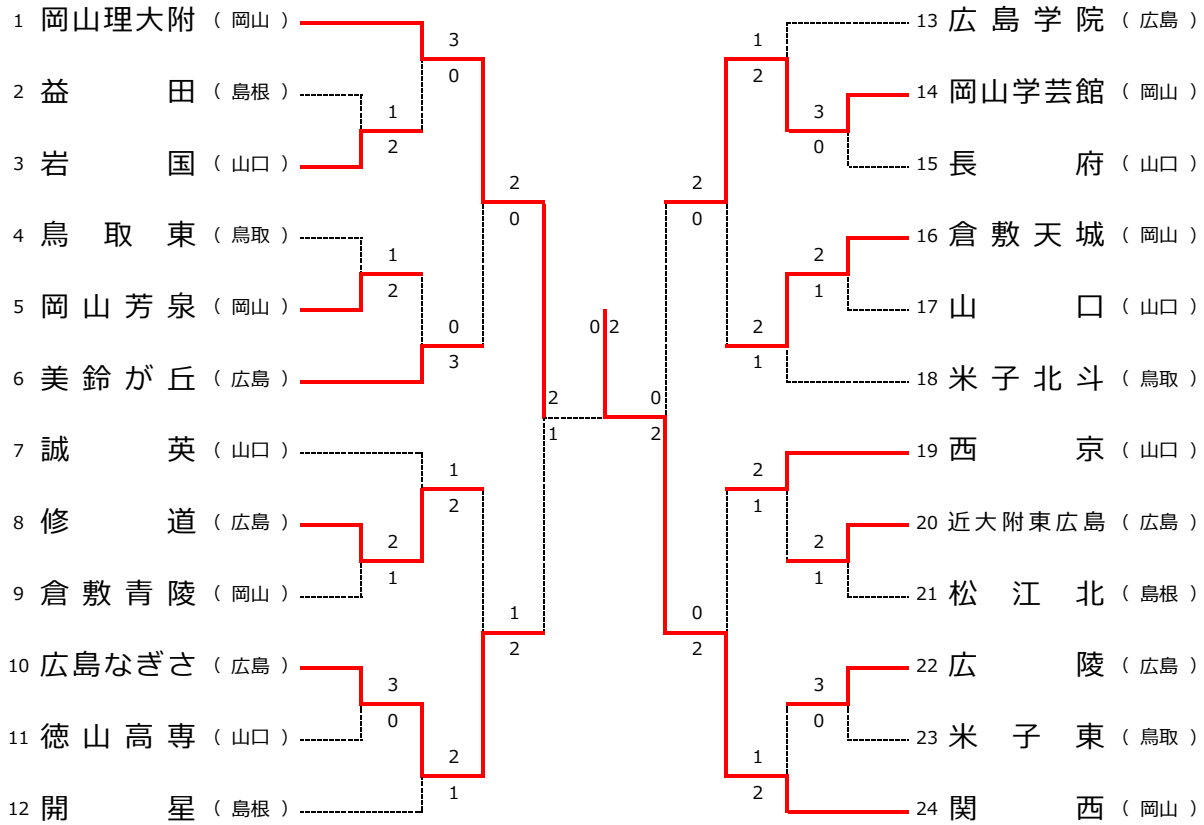 1 岡山理大附 （ 岡山 ）
2 益田 （ 島根 ）
3 岩国 （ 山口 ）
4 鳥取東 （ 鳥取 ）
5 岡山芳泉 （ 岡山 ）
6 美鈴が丘 （ 広島 ）
7 誠英 （ 山口 ）
8 修道 （ 広島 ）
9 倉敷青陵 （ 岡山 ）
10 広島なぎさ （ 広島 ）
11 徳山高専 （ 山口 ）
12 開星 （ 島根 ）
3
0
1
2
1
2
0
3
2
0
1
2
2
1
3
0
2
1
1
2
2
1
0 2
0
2
2
0
0
2
1
2
3
0
2
1
2
1
2
1
2
1
3
0
1
2
13 広島学院 （ 広島 ）
14 岡山学芸館 （ 岡山 ）
15 長府 （ 山口 ）
16 倉敷天城 （ 岡山 ）
17 山口 （ 山口 ）
18 米子北斗 （ 鳥取 ）
19 西京 （ 山口 ）
20 近大附東広島 （ 広島 ）
21 松江北 （ 島根 ）
22 広陵 （ 広島 ）
23 米子東 （ 鳥取 ）
24 関西 （ 岡山 ）